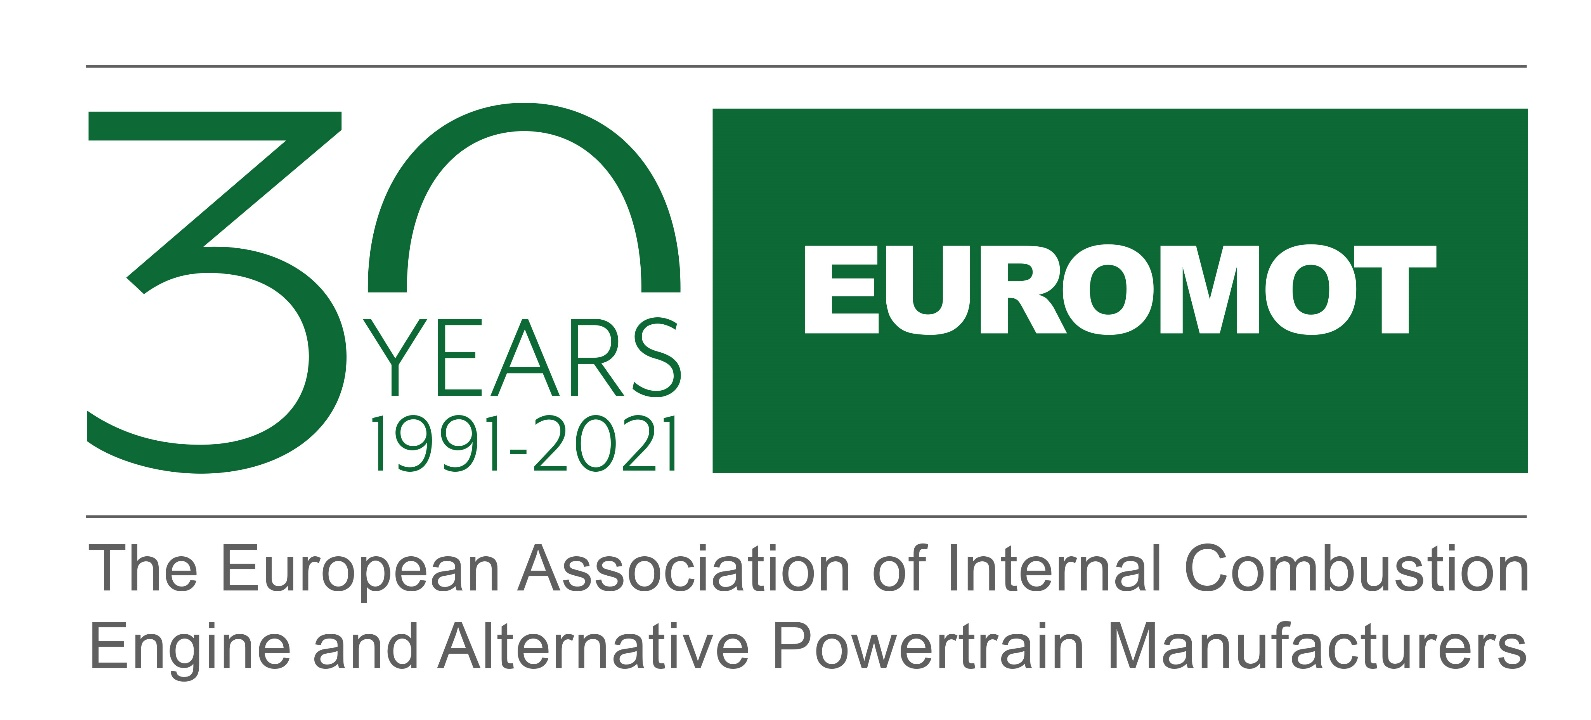 30
YEARS
1991-2021
EUROMOT
The European Association of Internal Combustion
Engine and Alternative Powertrain Manufacturers